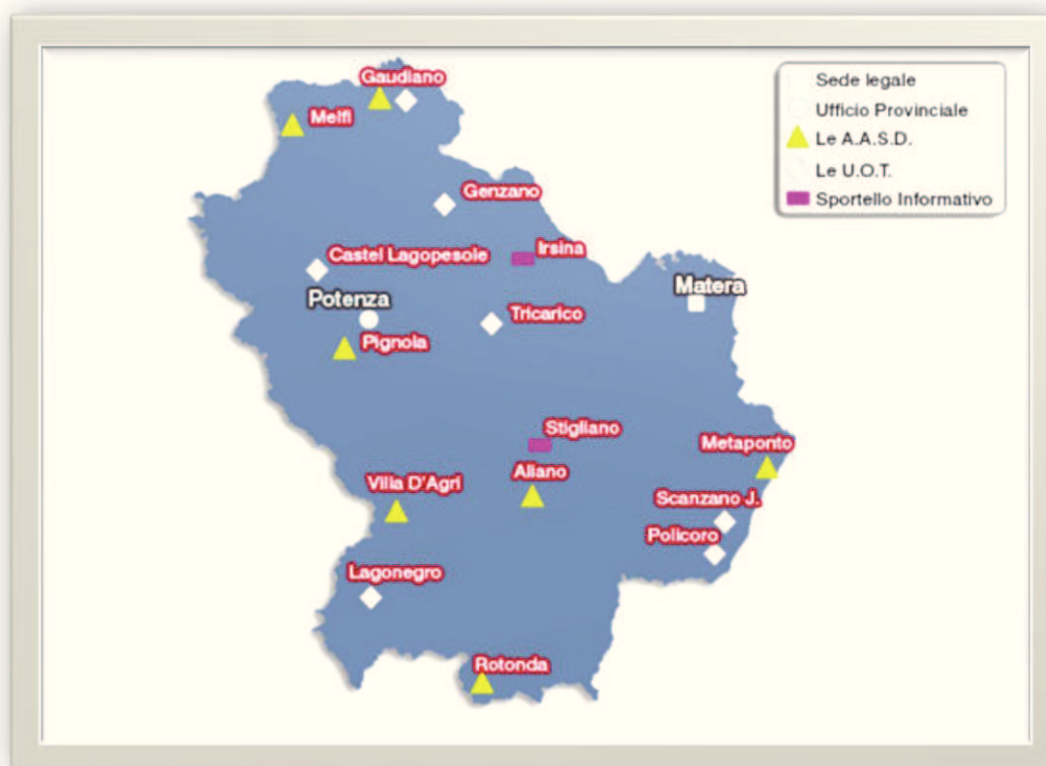 Gaudiano
Melfi
Genzano
Irsina
Castel Lagopesole
Matera
Potenza
Tricarico
Pignola
Stigliano
Metaponto
Aliano
Villa D'Agri
Scanzano J.
Policoro
Lagonegro
Rotonda
Sede legale
Ufficio Provinciale
Le A.A.S.D.
Le U.O.T.
Sportello Informativo